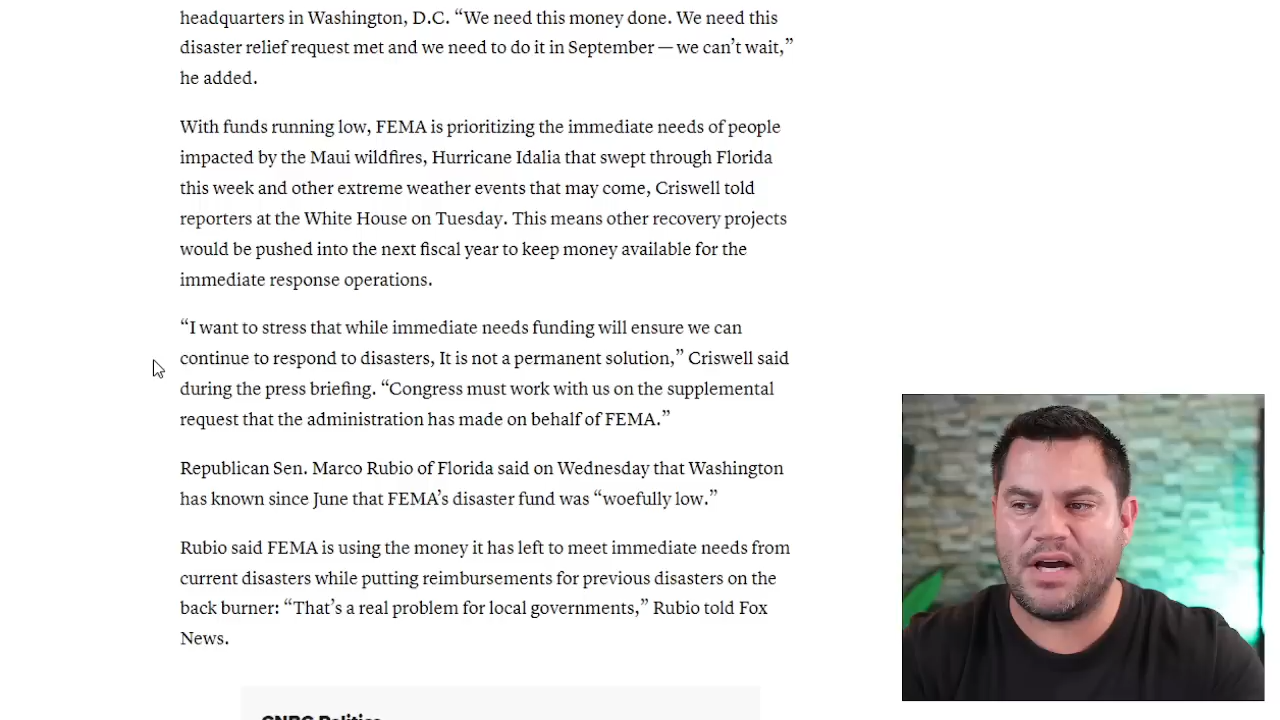 headquarters in Washington, D.C. “We need this money done. We need this
disaster relief request met and we need to do it in September — we can’t wait,”
he added.
With funds running low, FEMA is prioritizing the immediate needs of people
impacted by the Maui wildfires, Hurricane Idalia that swept through Florida
this week and other extreme weather events that may come, Criswell told
reporters at the White House on Tuesday. This means other recovery projects
would be pushed into the next fiscal year to keep money available for the
immediate response operations.
“I want to stress that while immediate needs funding will ensure we can
continue to respond to disasters, It is not a permanent solution,” Criswell said
during the press briefing. “Congress must work with us on the supplemental
request that the administration has made on behalf of FEMA.”
Republican Sen. Marco Rubio of Florida said on Wednesday that Washington
has known since June that FEMA’s disaster fund was “woefully low.”
Rubio said FEMA is using the money it has left to meet immediate needs from
current disasters while putting reimbursements for previous disasters on the
back burner: “That’s a real problem for local governments,” Rubio told Fox
News.
CNBC Politics